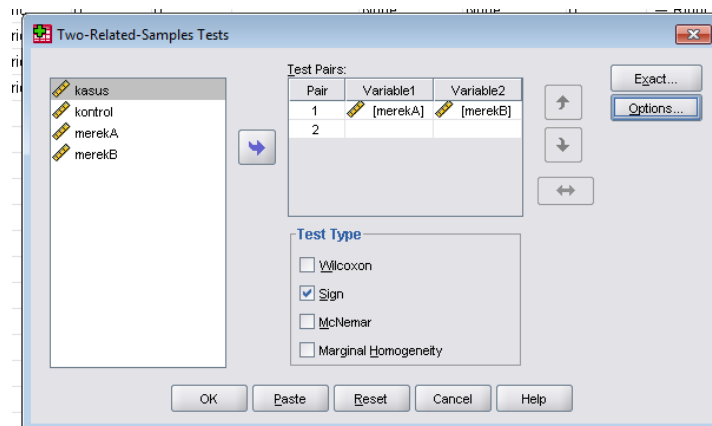 Two-Related-Samples Tests
Test Pairs:
kasus
kontrol
merekA
merekB
Pair Variable1 Variable2
1 [merekA] [merekB]
2
Exact...
Options...
Test Type
Wilcoxon
Sign
McNemar
Marginal Homogeneity
OK Paste Reset Cancel Help